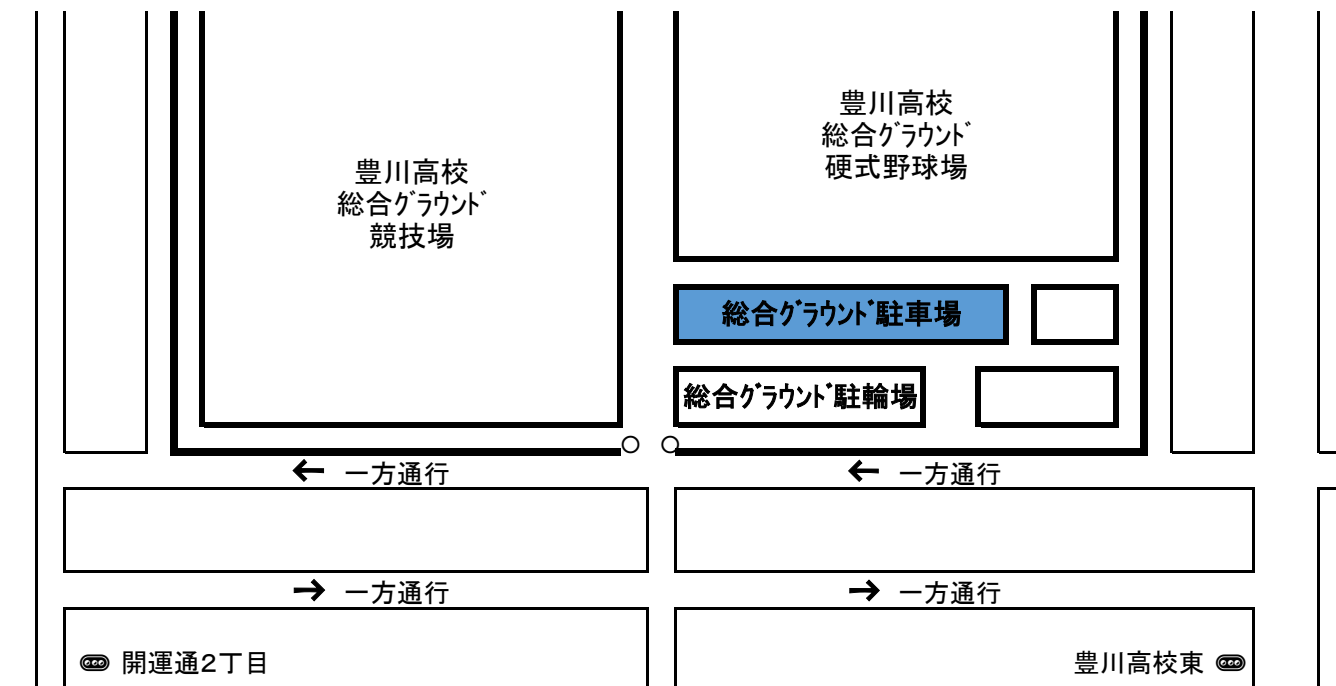 豊川高校
総合ｸﾞﾗｳﾝﾄﾞ
競技場
豊川高校
総合ｸﾞﾗｳﾝﾄﾞ
硬式野球場
総合ｸﾞﾗｳﾝﾄﾞ駐車場
総合ｸﾞﾗｳﾝﾄﾞ駐輪場
← 一方通行
← 一方通行
→ 一方通行
→ 一方通行
開運通２丁目
豊川高校東